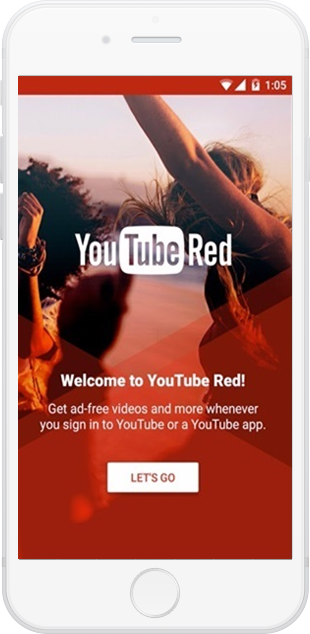 1:05
YouTube Red
Welcome to YouTube Red!
Get ad-free videos and more whenever
you sign in to YouTube or a YouTube app.
LET'S GO